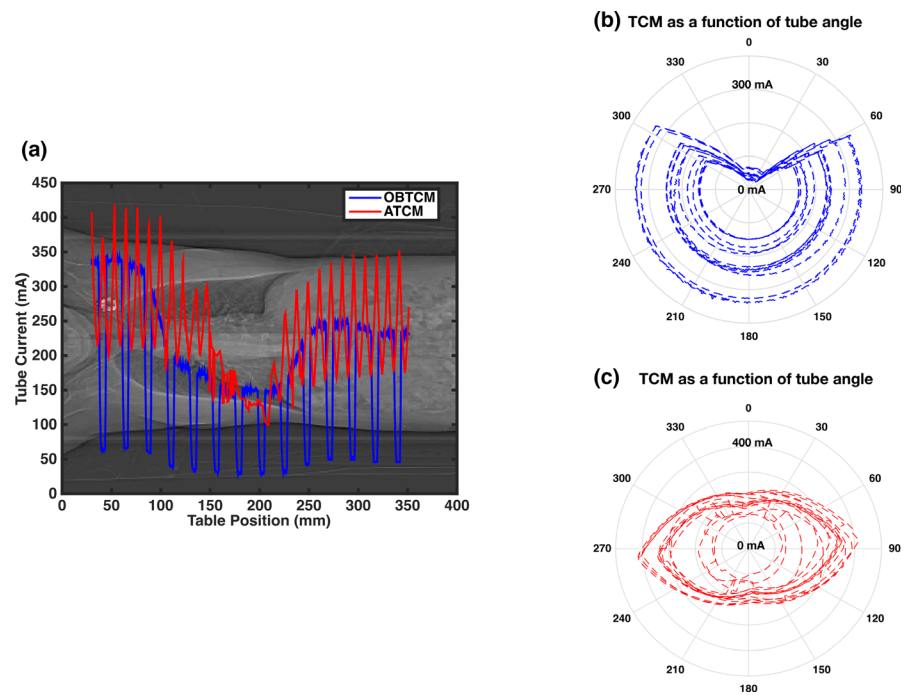 (a)
450
400
350
300
250
200
150
100
50
0
Tube Current (mA)
0 50 100 150 200 250 300 350 400
Table Position (mm)
OBTCM
ATCM
(b) TCM as a function of tube angle
0
330 30
300 mA
300 60
270 0 mA 90
240 120
210 150
180
(c) TCM as a function of tube angle
0
330 30
400 mA
300 60
270 0 mA 90
240 120
210 150
180